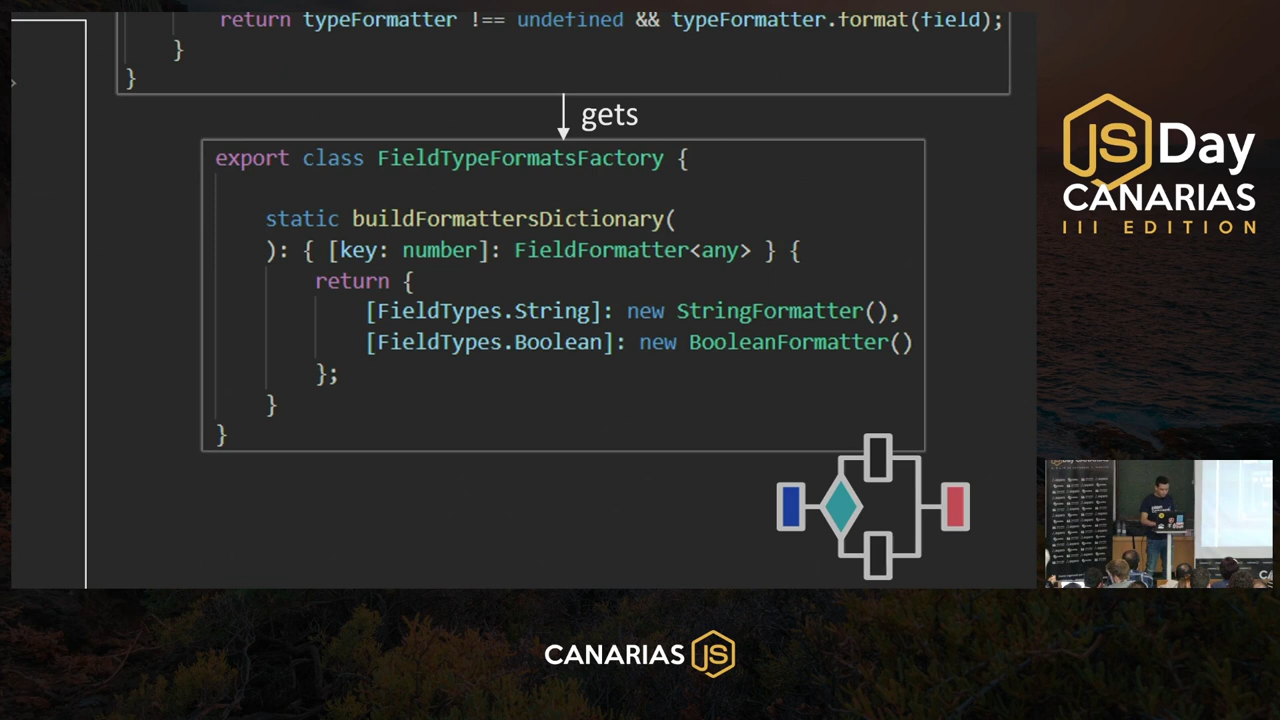 return typeFormatter !== undefined && typeFormatter.format(field);
}
}
gets
export class FieldTypeFormatsFactory {
static buildFormattersDictionary(
): { [key: number]: FieldFormatter<any> } {
return {
[FieldTypes.String]: new StringFormatter(),
[FieldTypes.Boolean]: new BooleanFormatter()
};
}
}
JS Day
CANARIAS
III EDITION
CANARIAS JS